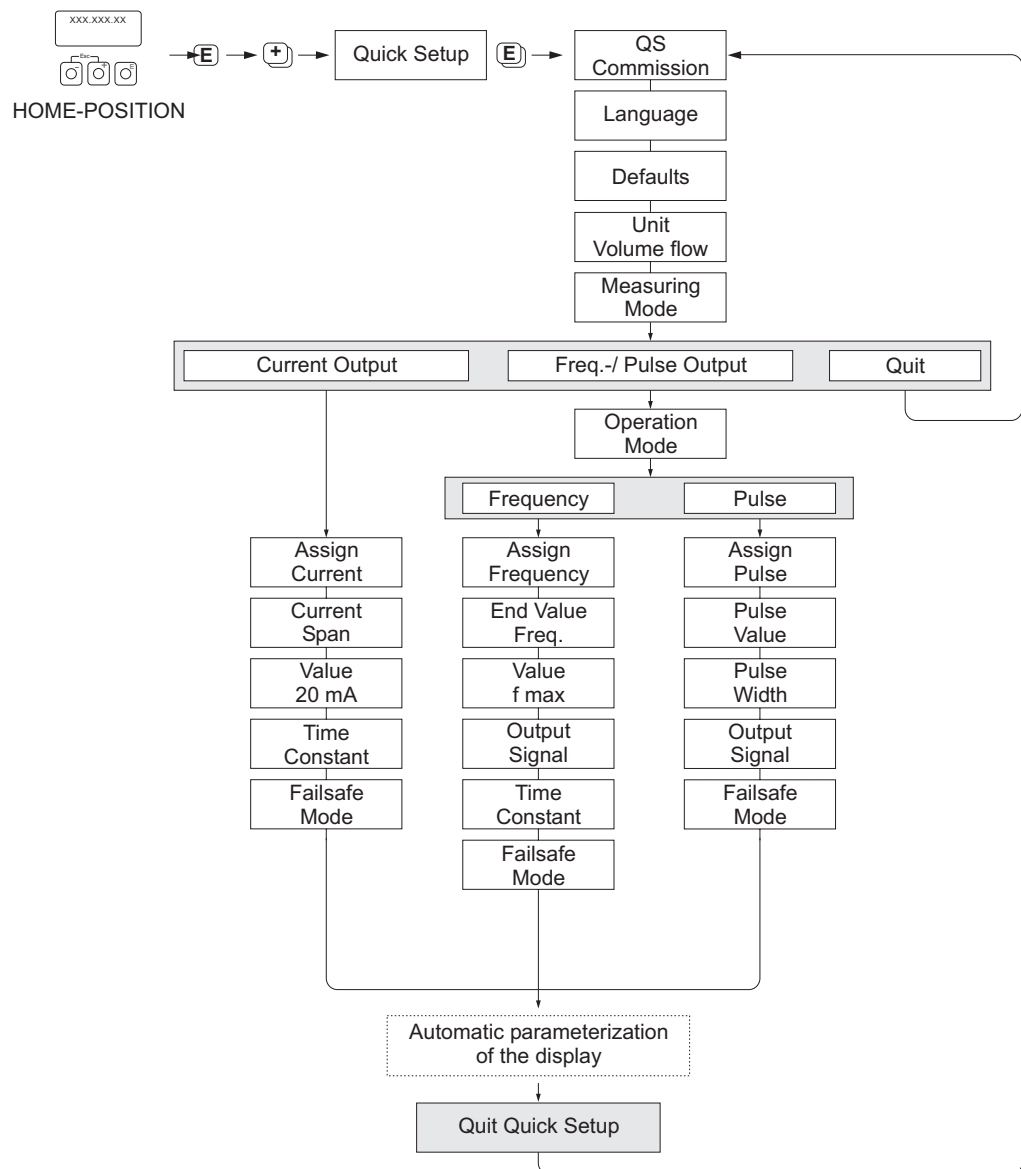 XXX.XXX.XX
Esc
- + E
HOME-POSITION
E
+
Quick Setup
E
QS
Commission
Language
Defaults
Unit
Volume flow
Measuring
Mode
Current Output
Freq.-/ Pulse Output
Quit
Operation
Mode
Frequency
Pulse
Assign
Current
Current
Span
Value
20 mA
Time
Constant
Failsafe
Mode
Assign
Frequency
End Value
Freq.
Value
f max
Output
Signal
Time
Constant
Failsafe
Mode
Assign
Pulse
Pulse
Value
Pulse
Width
Output
Signal
Failsafe
Mode
Automatic parameterization
of the display
Quit Quick Setup